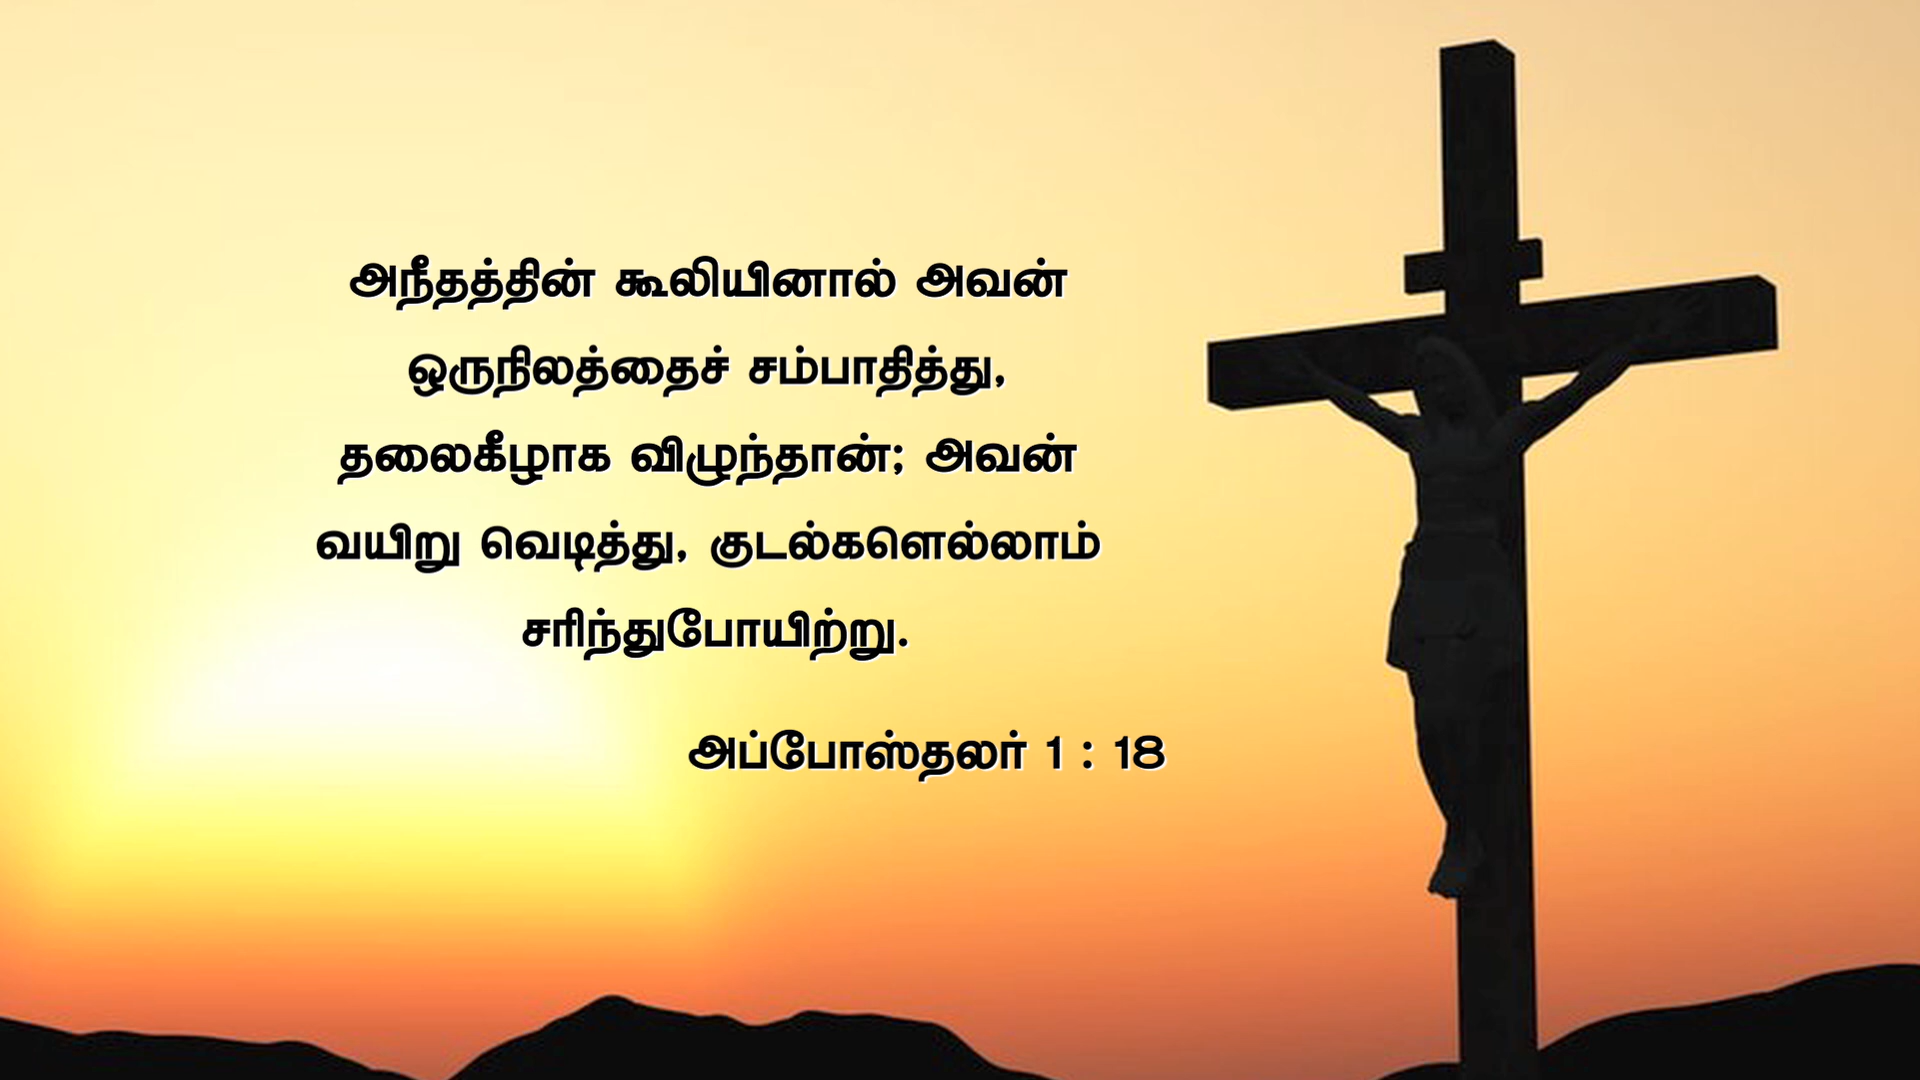 அநீதத்தின் கூலியினால் அவன்
ஒருநிலத்தைச் சம்பாதித்து,
தலைகீழாக விழுந்தான்; அவன்
வயிறு வெடித்து, குடல்களெல்லாம்
சரிந்துபோயிற்று.
அப்போஸ்தலர் 1 : 18